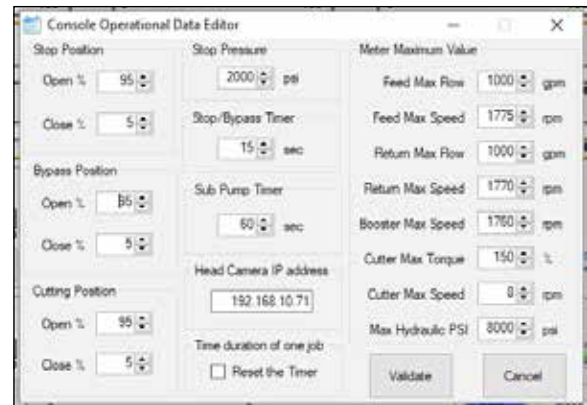 Console Operational Data Editor
Stop Position
Open % 95
Close % 5
Bypass Position
Open % 95
Close % 5
Cutting Position
Open % 95
Close % 5
Stop Pressure
2000 psi
Stop/Bypass Timer
15 sec
Sub Pump Timer
60 sec
Head Camera IP address
192.168.10.71
Time duration of one job
Reset the Timer
Meter Maximum Value
Feed Max Flow 1000 gpm
Feed Max Speed 1775 rpm
Return Max Flow 1000 gpm
Return Max Speed 1770 rpm
Booster Max Speed 1760 rpm
Cutter Max Torque 150 %
Cutter Max Speed 8 rpm
Max Hydraulic PSI 8000 psi
Validate
Cancel